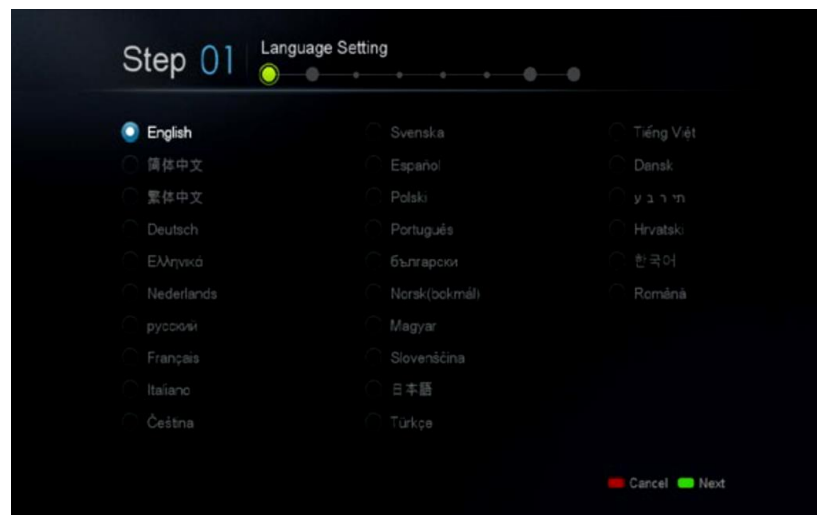 Step 01
Language Setting
English
简体中文
繁体中文
Deutsch
Ελληνικά
Nederlands
русский
Français
Italiano
Čeština
Svenska
Español
Polski
Português
български
Norsk(bokmål)
Magyar
Slovenščina
日本語
Türkçe
Tiếng Việt
Dansk
עברית
Hrvatski
한국어
Română
Cancel
Next